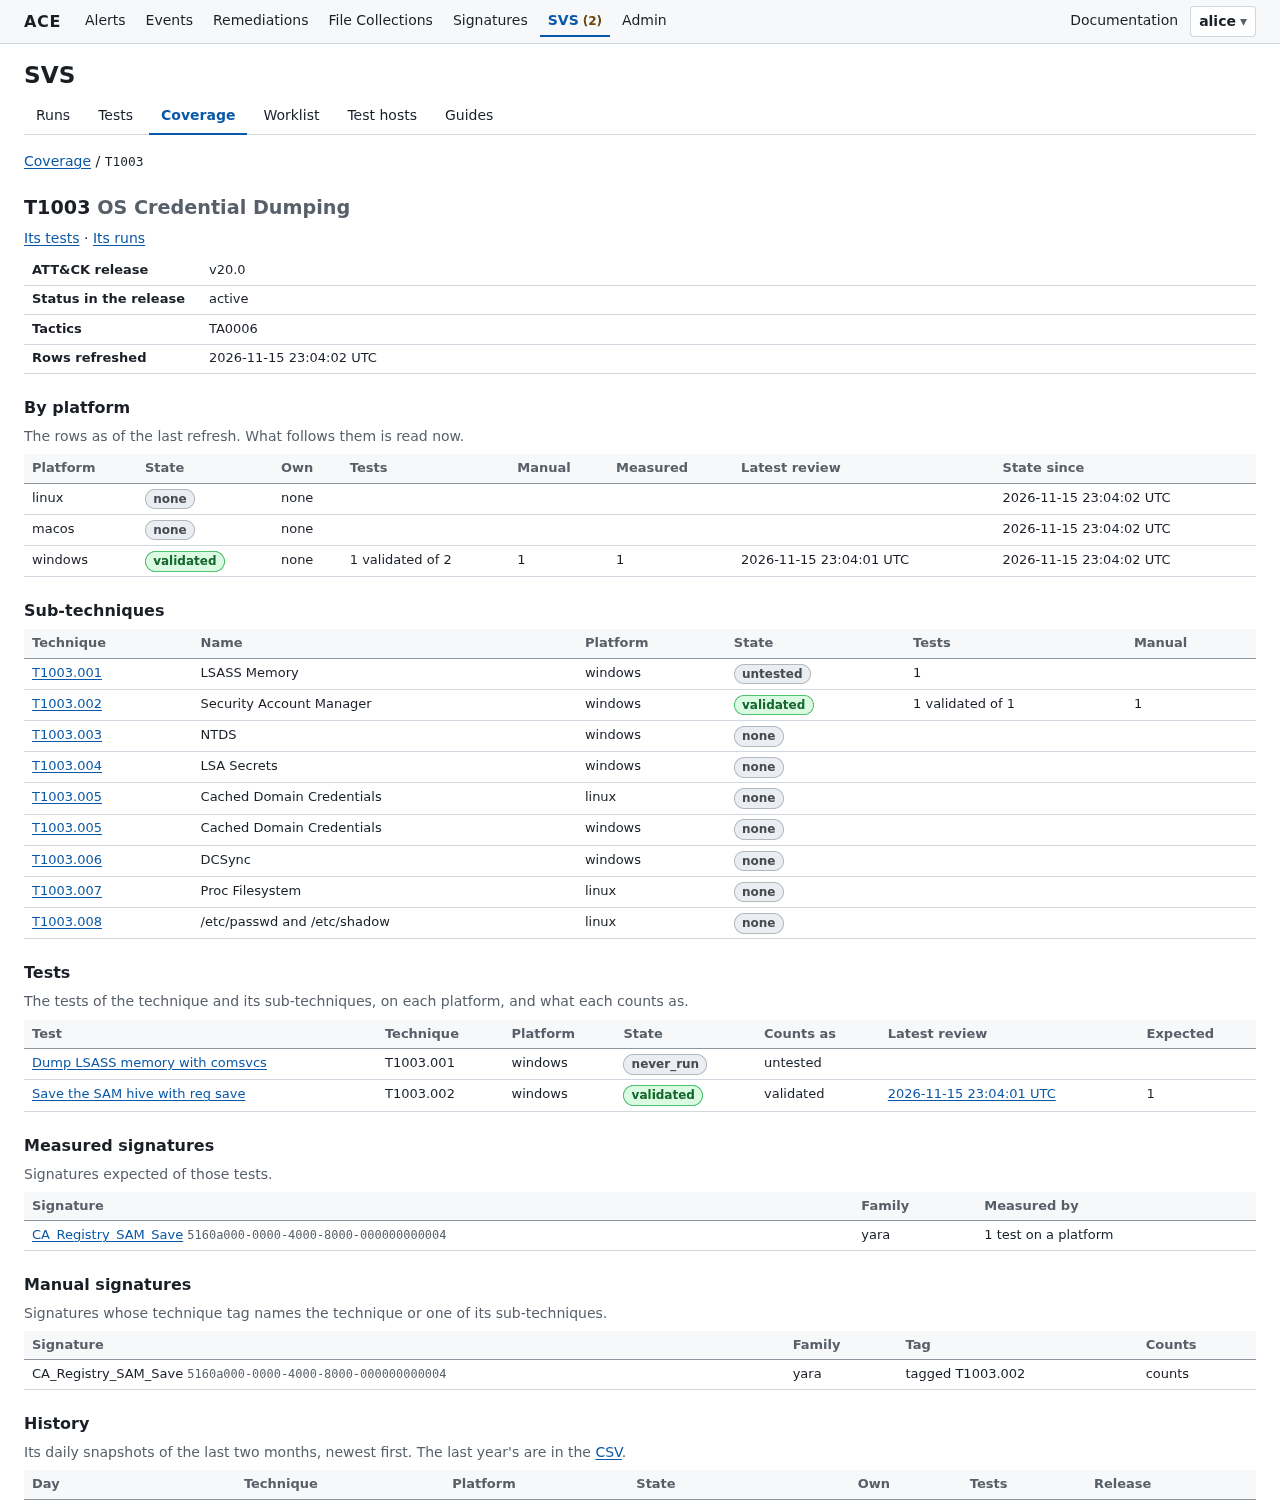 ACE Alerts Events Remediations File Collections Signatures SVS (2) Admin Documentation alice ▾
SVS
Runs Tests Coverage Worklist Test hosts Guides
Coverage / T1003
T1003 OS Credential Dumping
Its tests · Its runs
ATT&CK release v20.0
Status in the release active
Tactics TA0006
Rows refreshed 2026-11-15 23:04:02 UTC
By platform
The rows as of the last refresh. What follows them is read now.
Platform State Own Tests Manual Measured Latest review State since
linux none none 2026-11-15 23:04:02 UTC
macos none none 2026-11-15 23:04:02 UTC
windows validated none 1 validated of 2 1 1 2026-11-15 23:04:01 UTC 2026-11-15 23:04:02 UTC
Sub-techniques
Technique Name Platform State Tests Manual
T1003.001 LSASS Memory windows untested 1
T1003.002 Security Account Manager windows validated 1 validated of 1 1
T1003.003 NTDS windows none
T1003.004 LSA Secrets windows none
T1003.005 Cached Domain Credentials linux none
T1003.005 Cached Domain Credentials windows none
T1003.006 DCSync windows none
T1003.007 Proc Filesystem linux none
T1003.008 /etc/passwd and /etc/shadow linux none
Tests
The tests of the technique and its sub-techniques, on each platform, and what each counts as.
Test Technique Platform State Counts as Latest review Expected
Dump LSASS memory with comsvcs T1003.001 windows never_run untested
Save the SAM hive with reg save T1003.002 windows validated validated 2026-11-15 23:04:01 UTC 1
Measured signatures
Signatures expected of those tests.
Signature Family Measured by
CA_Registry_SAM_Save 5160a000-0000-4000-8000-000000000004 yara 1 test on a platform
Manual signatures
Signatures whose technique tag names the technique or one of its sub-techniques.
Signature Family Tag Counts
CA_Registry_SAM_Save 5160a000-0000-4000-8000-000000000004 yara tagged T1003.002 counts
History
Its daily snapshots of the last two months, newest first. The last year's are in the CSV.
Day Technique Platform State Own Tests Release